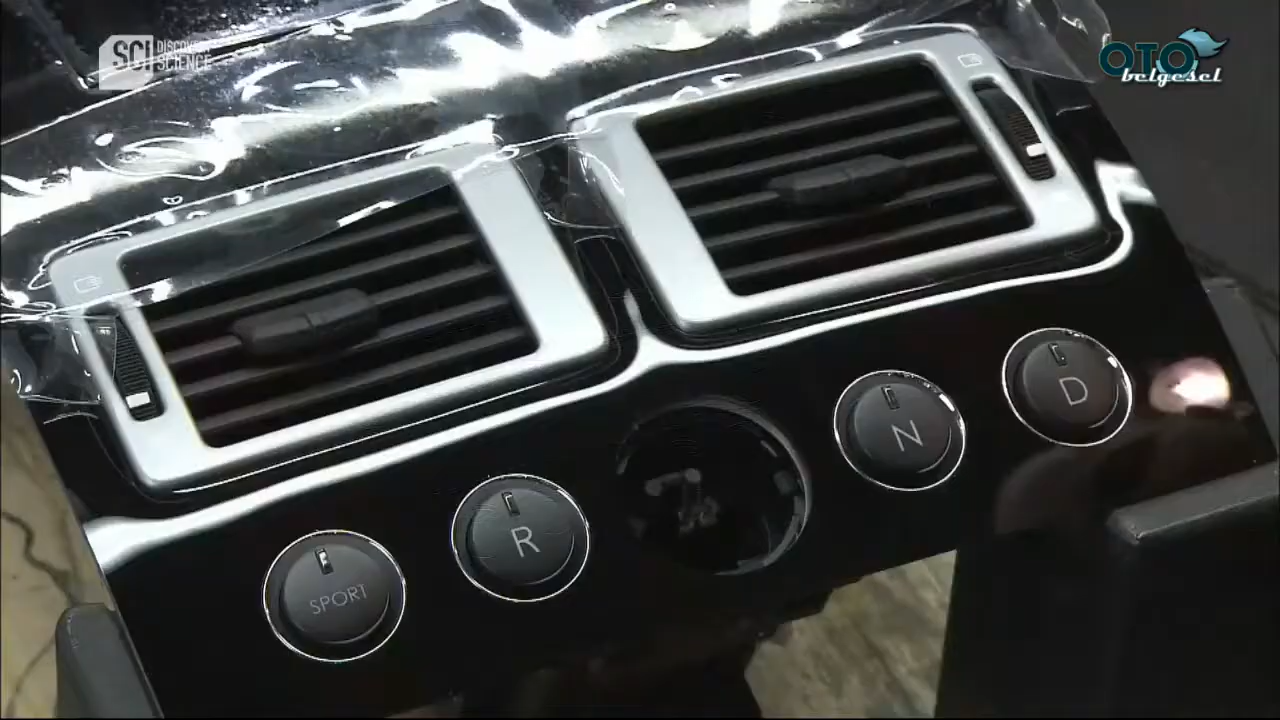 SCI DISCOVERY
SCIENCE
OTO
belgesel
SPORT
R
N
D